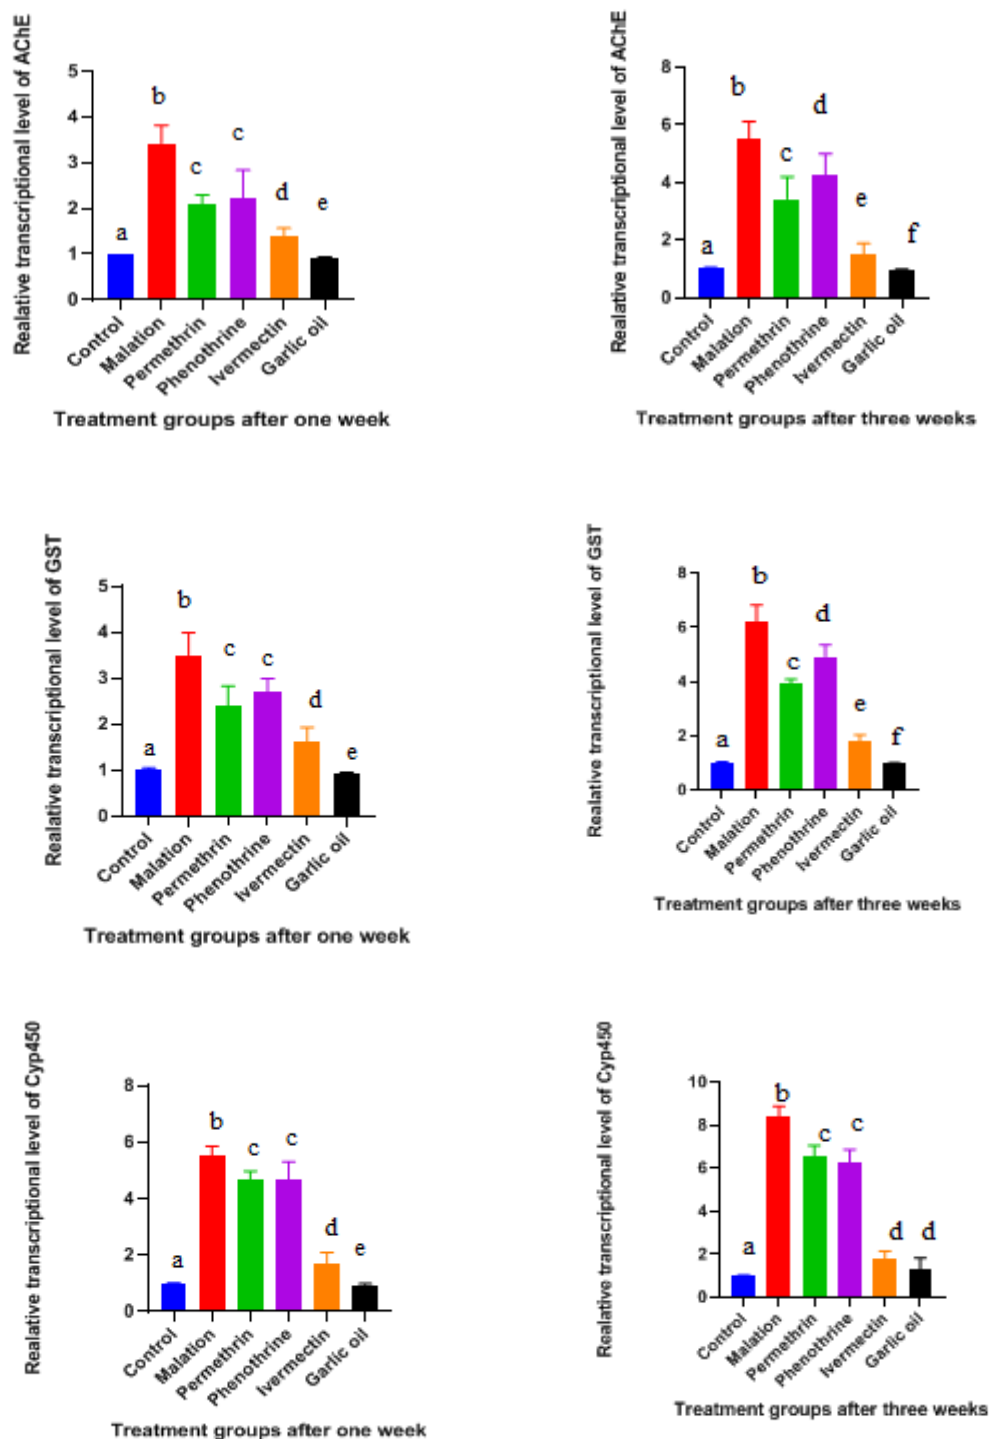 Realative transcriptional level of AChE
5
4
3
2
1
0
a
b
c
c
d
e
Control
Malation
Permethrin
Phenothrine
Ivermectin
Garlic oil
Treatment groups after one week
Realative transcriptional level of AChE
8
6
4
2
0
a
b
c
d
e
f
Control
Malation
Permethrin
Phenothrine
Ivermectin
Garlic oil
Treatment groups after three weeks
Realative transcriptional level of GST
5
4
3
2
1
0
a
b
c
c
d
e
Control
Malation
Permethrin
Phenothrine
Ivermectin
Garlic oil
Treatment groups after one week
Realative transcriptional level of GST
8
6
4
2
0
a
b
c
d
e
f
Control
Malation
Permethrin
Phenothrine
Ivermectin
Garlic oil
Treatment groups after three weeks
Realative transcriptional level of Cyp450
8
6
4
2
0
a
b
c
c
d
e
Control
Malation
Permethrin
Phenothrine
Ivermectin
Garlic oil
Treatment groups after one week
Realative transcriptional level of Cyp450
10
8
6
4
2
0
a
b
c
c
d
d
Control
Malation
Permethrin
Phenothrine
Ivermectin
Garlic oil
Treatment groups after three weeks